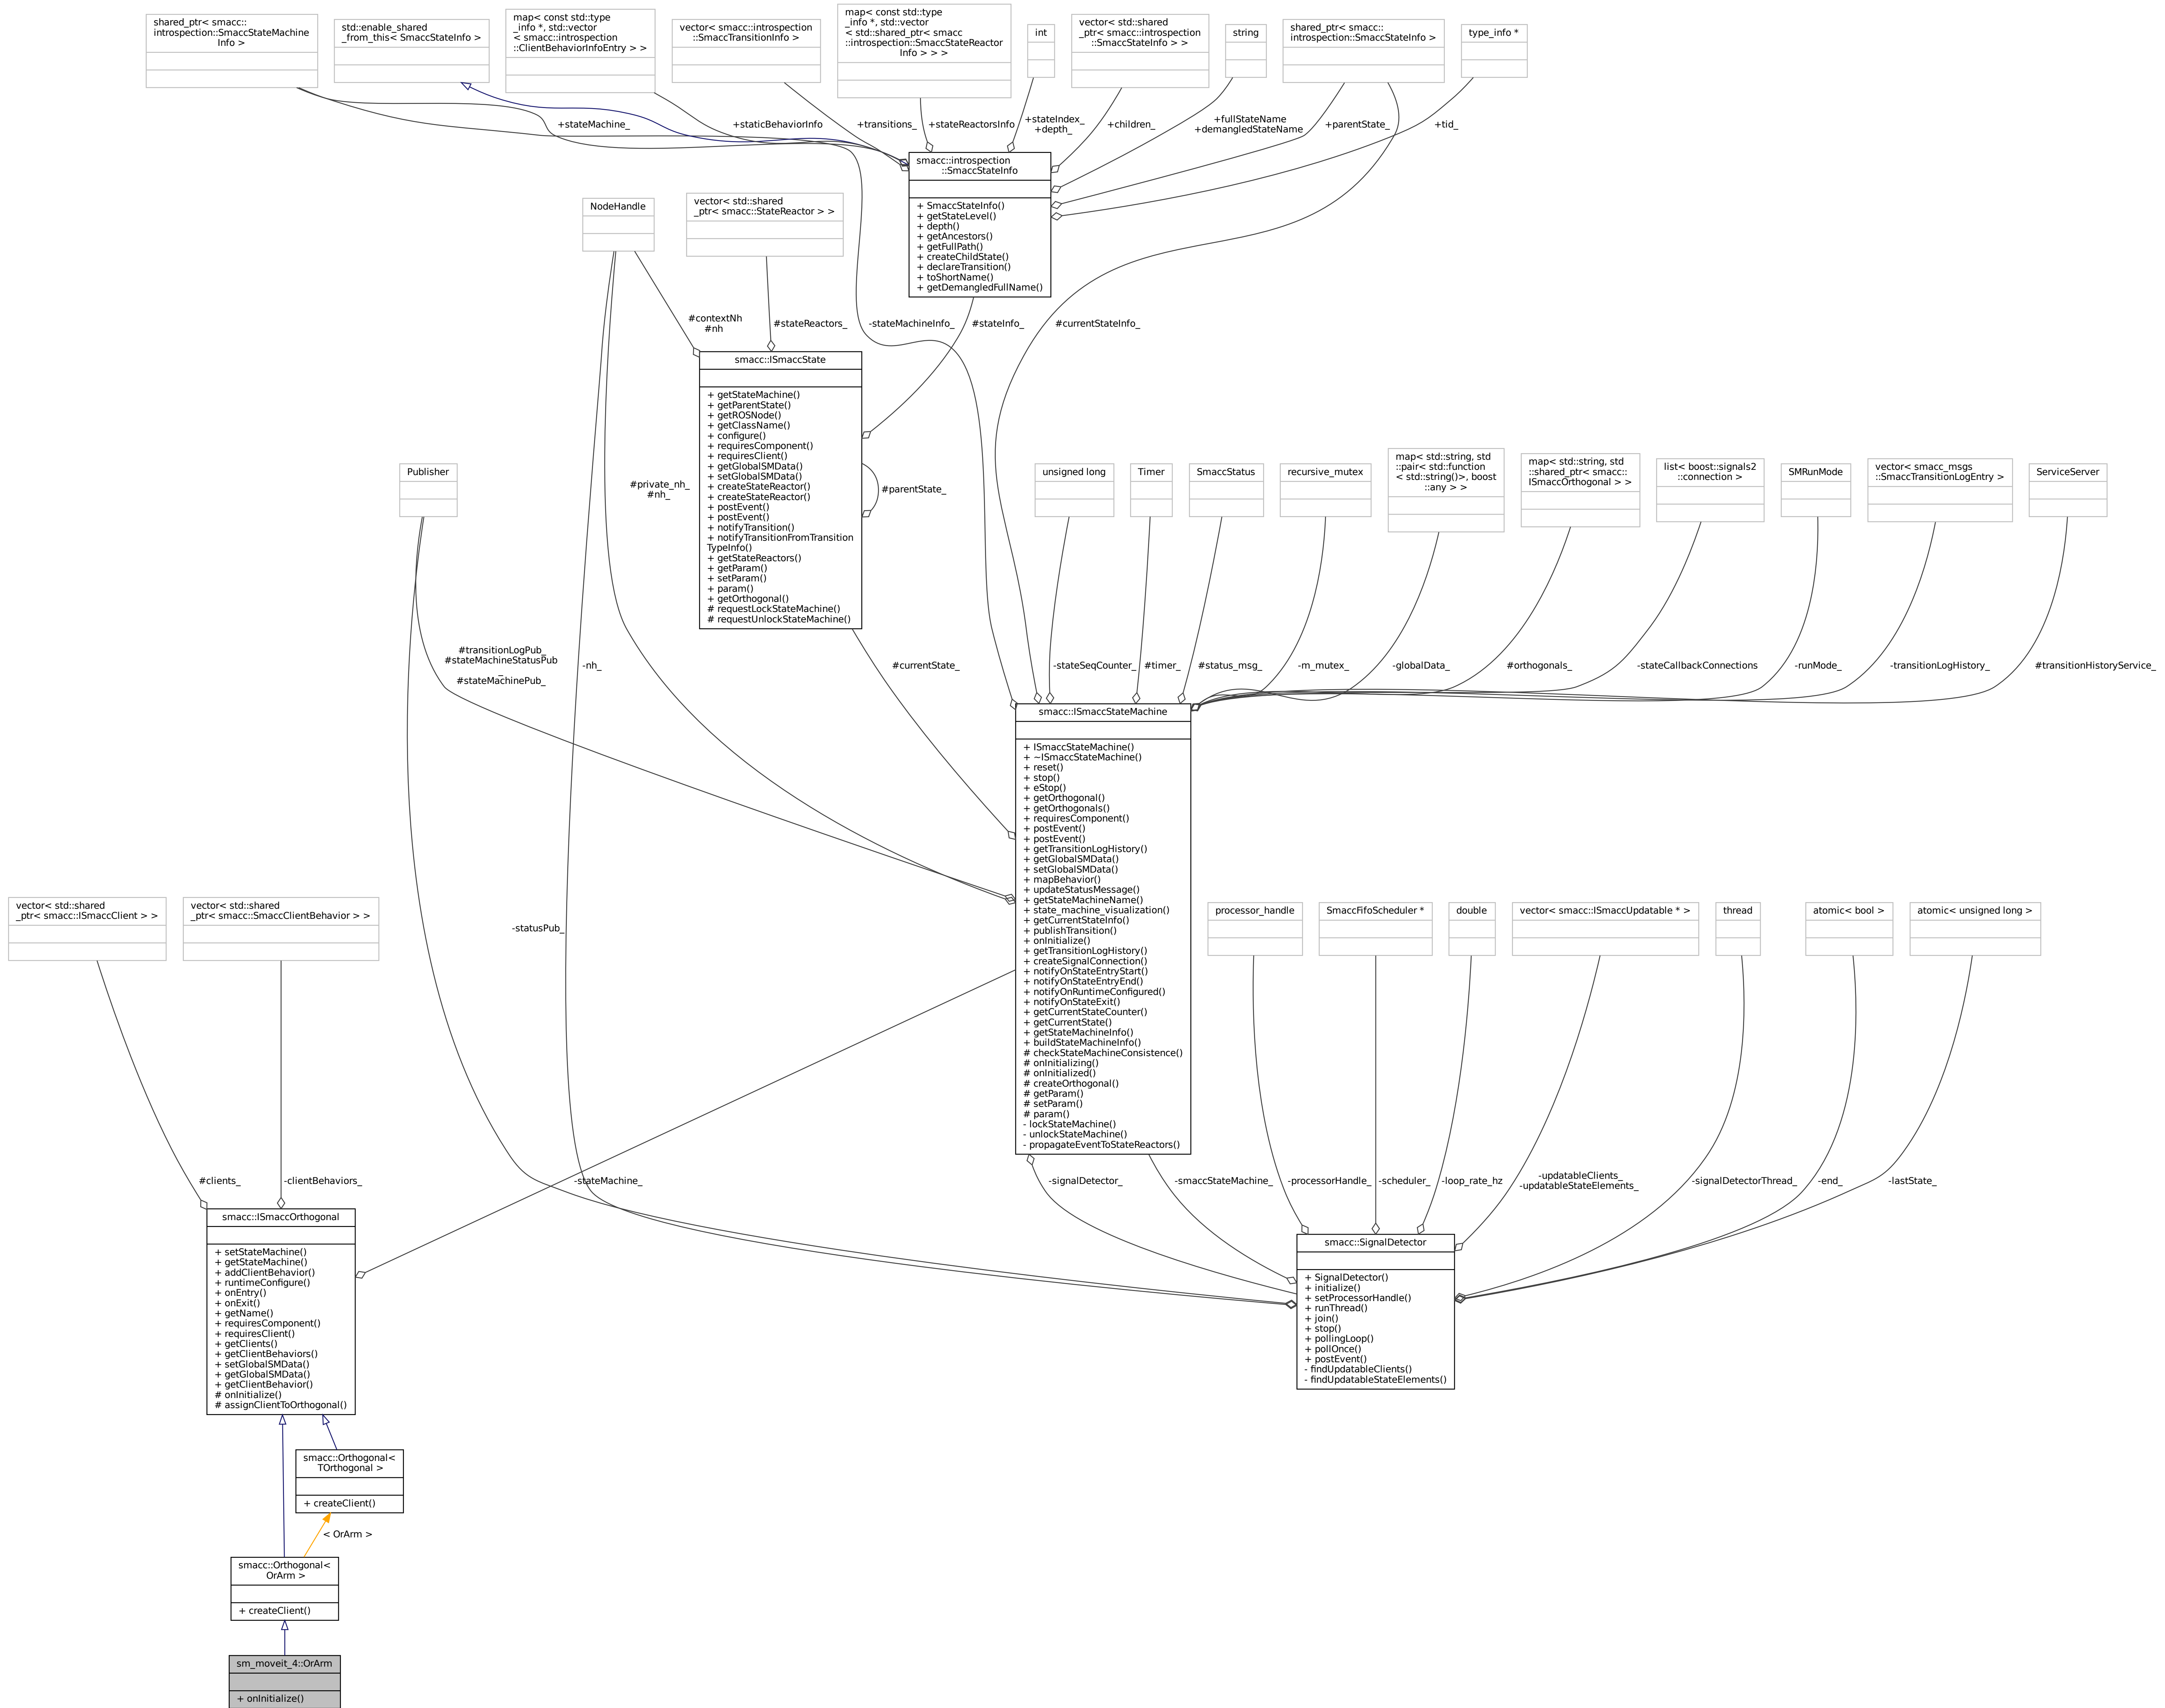 shared_ptr< smacc::
introspection::SmaccStateMachine
Info >
std::enable_shared
_from_this< SmaccStateInfo >
map< const std::type
_info *, std::vector
< smacc::introspection
::ClientBehaviorInfoEntry > >
vector< smacc::introspection
::SmaccTransitionInfo >
map< const std::type
_info *, std::vector
< std::shared_ptr< smacc
::introspection::SmaccStateReactor
Info > > >
int
vector< std::shared
_ptr< smacc::introspection
::SmaccStateInfo > >
string
shared_ptr< smacc::
introspection::SmaccStateInfo >
type_info *
+stateMachine_
+staticBehaviorInfo
+transitions_
+stateReactorsInfo
+stateIndex_
+depth_
+children_
+fullStateName
+demangledStateName
+parentState_
+tid_
smacc::introspection
::SmaccStateInfo
+ SmaccStateInfo()
+ getStateLevel()
+ depth()
+ getAncestors()
+ getFullPath()
+ createChildState()
+ declareTransition()
+ toShortName()
+ getDemangledFullName()
NodeHandle
vector< std::shared
_ptr< smacc::StateReactor > >
#contextNh
#nh
#stateReactors_
-stateMachineInfo_
#stateInfo_
#currentStateInfo_
smacc::ISmaccState
+ getStateMachine()
+ getParentState()
+ getROSNode()
+ getClassName()
+ configure()
+ requiresComponent()
+ requiresClient()
+ getGlobalSMData()
+ setGlobalSMData()
+ createStateReactor()
+ createStateReactor()
+ postEvent()
+ postEvent()
+ notifyTransition()
+ notifyTransitionFromTransition
TypeInfo()
+ getStateReactors()
+ getParam()
+ setParam()
+ param()
+ getOrthogonal()
# requestLockStateMachine()
# requestUnlockStateMachine()
#parentState_
Publisher
#private_nh_
#nh_
unsigned long
Timer
SmaccStatus
recursive_mutex
map< std::string, std
::pair< std::function
< std::string()>, boost
::any > >
map< std::string, std
::shared_ptr< smacc::
ISmaccOrthogonal > >
list< boost::signals2
::connection >
SMRunMode
vector< smacc_msgs
::SmaccTransitionLogEntry >
ServiceServer
#transitionLogPub_
#stateMachineStatusPub
_
#stateMachinePub_
-nh_
#currentState_
-stateSeqCounter_
#timer_
#status_msg_
-m_mutex_
-globalData_
#orthogonals_
-stateCallbackConnections
-runMode_
-transitionLogHistory_
#transitionHistoryService_
smacc::ISmaccStateMachine
+ ISmaccStateMachine()
+ ~ISmaccStateMachine()
+ reset()
+ stop()
+ eStop()
+ getOrthogonal()
+ getOrthogonals()
+ requiresComponent()
+ postEvent()
+ postEvent()
+ getTransitionLogHistory()
+ getGlobalSMData()
+ setGlobalSMData()
+ mapBehavior()
+ updateStatusMessage()
+ getStateMachineName()
+ state_machine_visualization()
+ getCurrentStateInfo()
+ publishTransition()
+ onInitialize()
+ getTransitionLogHistory()
+ createSignalConnection()
+ notifyOnStateEntryStart()
+ notifyOnStateEntryEnd()
+ notifyOnRuntimeConfigured()
+ notifyOnStateExit()
+ getCurrentStateCounter()
+ getCurrentState()
+ getStateMachineInfo()
+ buildStateMachineInfo()
# checkStateMachineConsistence()
# onInitializing()
# onInitialized()
# createOrthogonal()
# getParam()
# setParam()
# param()
- lockStateMachine()
- unlockStateMachine()
- propagateEventToStateReactors()
vector< std::shared
_ptr< smacc::ISmaccClient > >
vector< std::shared
_ptr< smacc::SmaccClientBehavior > >
-statusPub_
processor_handle
SmaccFifoScheduler *
double
vector< smacc::ISmaccUpdatable * >
thread
atomic< bool >
atomic< unsigned long >
#clients_
-clientBehaviors_
-stateMachine_
-signalDetector_
-smaccStateMachine_
-processorHandle_
-scheduler_
-loop_rate_hz
-updatableClients_
-updatableStateElements_
-signalDetectorThread_
-end_
-lastState_
smacc::ISmaccOrthogonal
+ setStateMachine()
+ getStateMachine()
+ addClientBehavior()
+ runtimeConfigure()
+ onEntry()
+ onExit()
+ getName()
+ requiresComponent()
+ requiresClient()
+ getClients()
+ getClientBehaviors()
+ setGlobalSMData()
+ getGlobalSMData()
+ getClientBehavior()
# onInitialize()
# assignClientToOrthogonal()
smacc::SignalDetector
+ SignalDetector()
+ initialize()
+ setProcessorHandle()
+ runThread()
+ join()
+ stop()
+ pollingLoop()
+ pollOnce()
+ postEvent()
- findUpdatableClients()
- findUpdatableStateElements()
smacc::Orthogonal<
TOrthogonal >
+ createClient()
< OrArm >
smacc::Orthogonal<
OrArm >
+ createClient()
sm_moveit_4::OrArm
+ onInitialize()